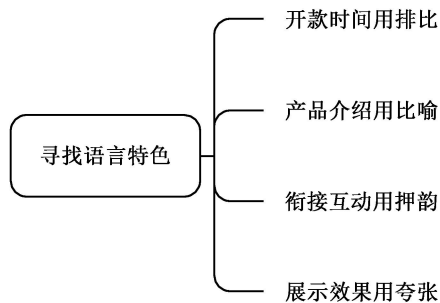 寻找语言特色
开款时间用排比
产品介绍用比喻
衔接互动用押韵
展示效果用夸张